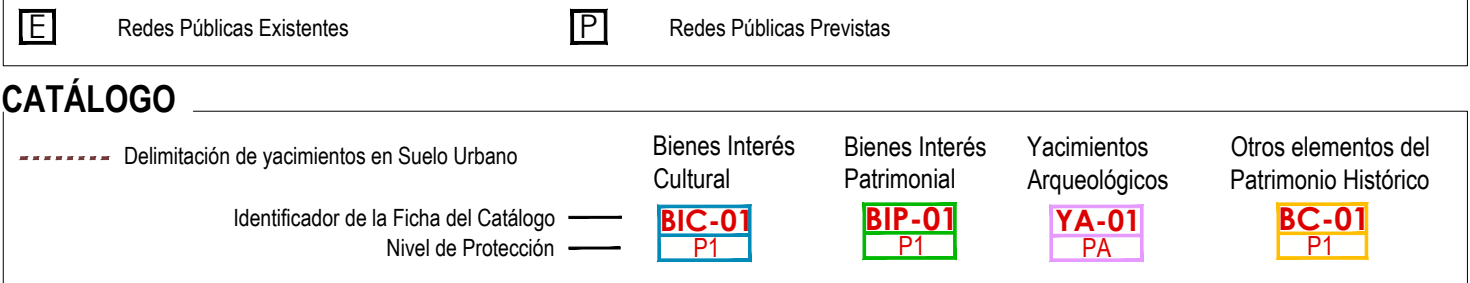 E Redes Públicas Existentes P Redes Públicas Previstas
CATÁLOGO
Delimitación de yacimientos en Suelo Urbano
Bienes Interés
Cultural
Bienes Interés
Patrimonial
Yacimientos
Arqueológicos
Otros elementos del
Patrimonio Histórico
Identificador de la Ficha del Catálogo BIC-01 BIP-01 YA-01 BC-01
Nivel de Protección P1 P1 PA P1